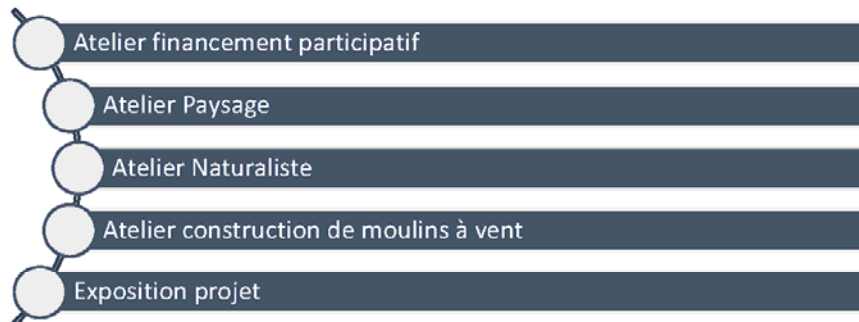 Atelier financement participatif
Atelier Paysage
Atelier Naturaliste
Atelier construction de moulins à vent
Exposition projet